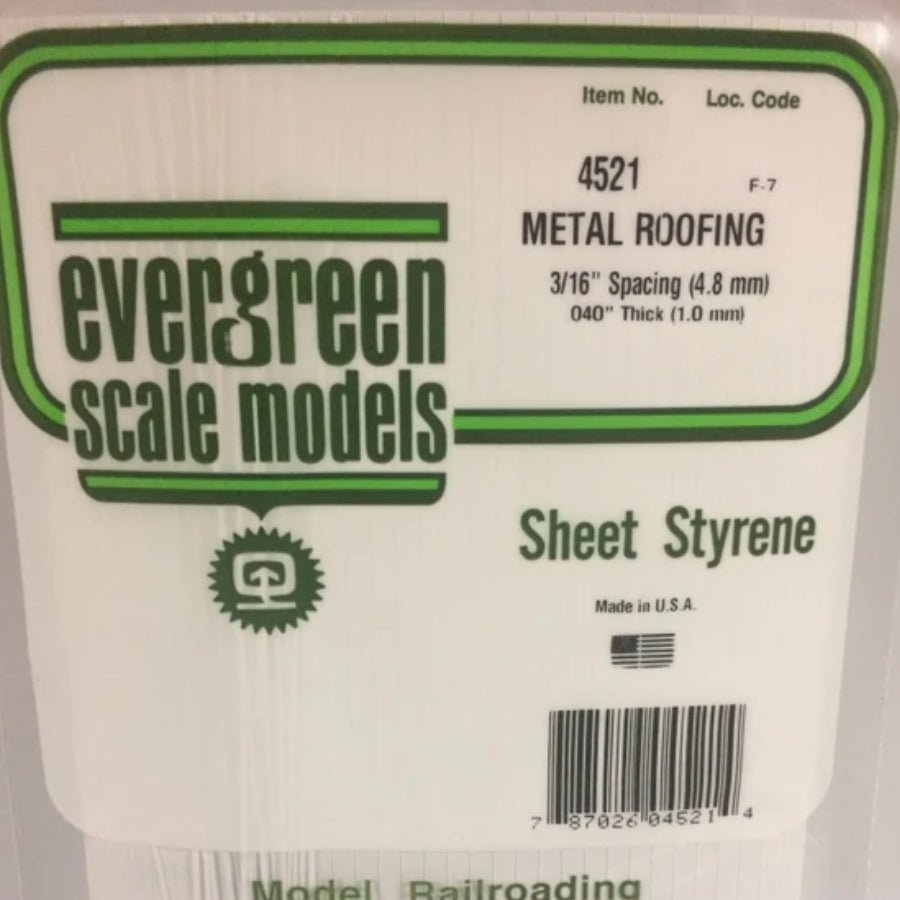 Item No. Loc. Code
4521 F-7
METAL ROOFING
3/16" Spacing (4.8 mm)
040" Thick (1.0 mm)
evergreen
scale models
Sheet Styrene
Made in U.S.A.
7 87026 04521 4
Model Railroading